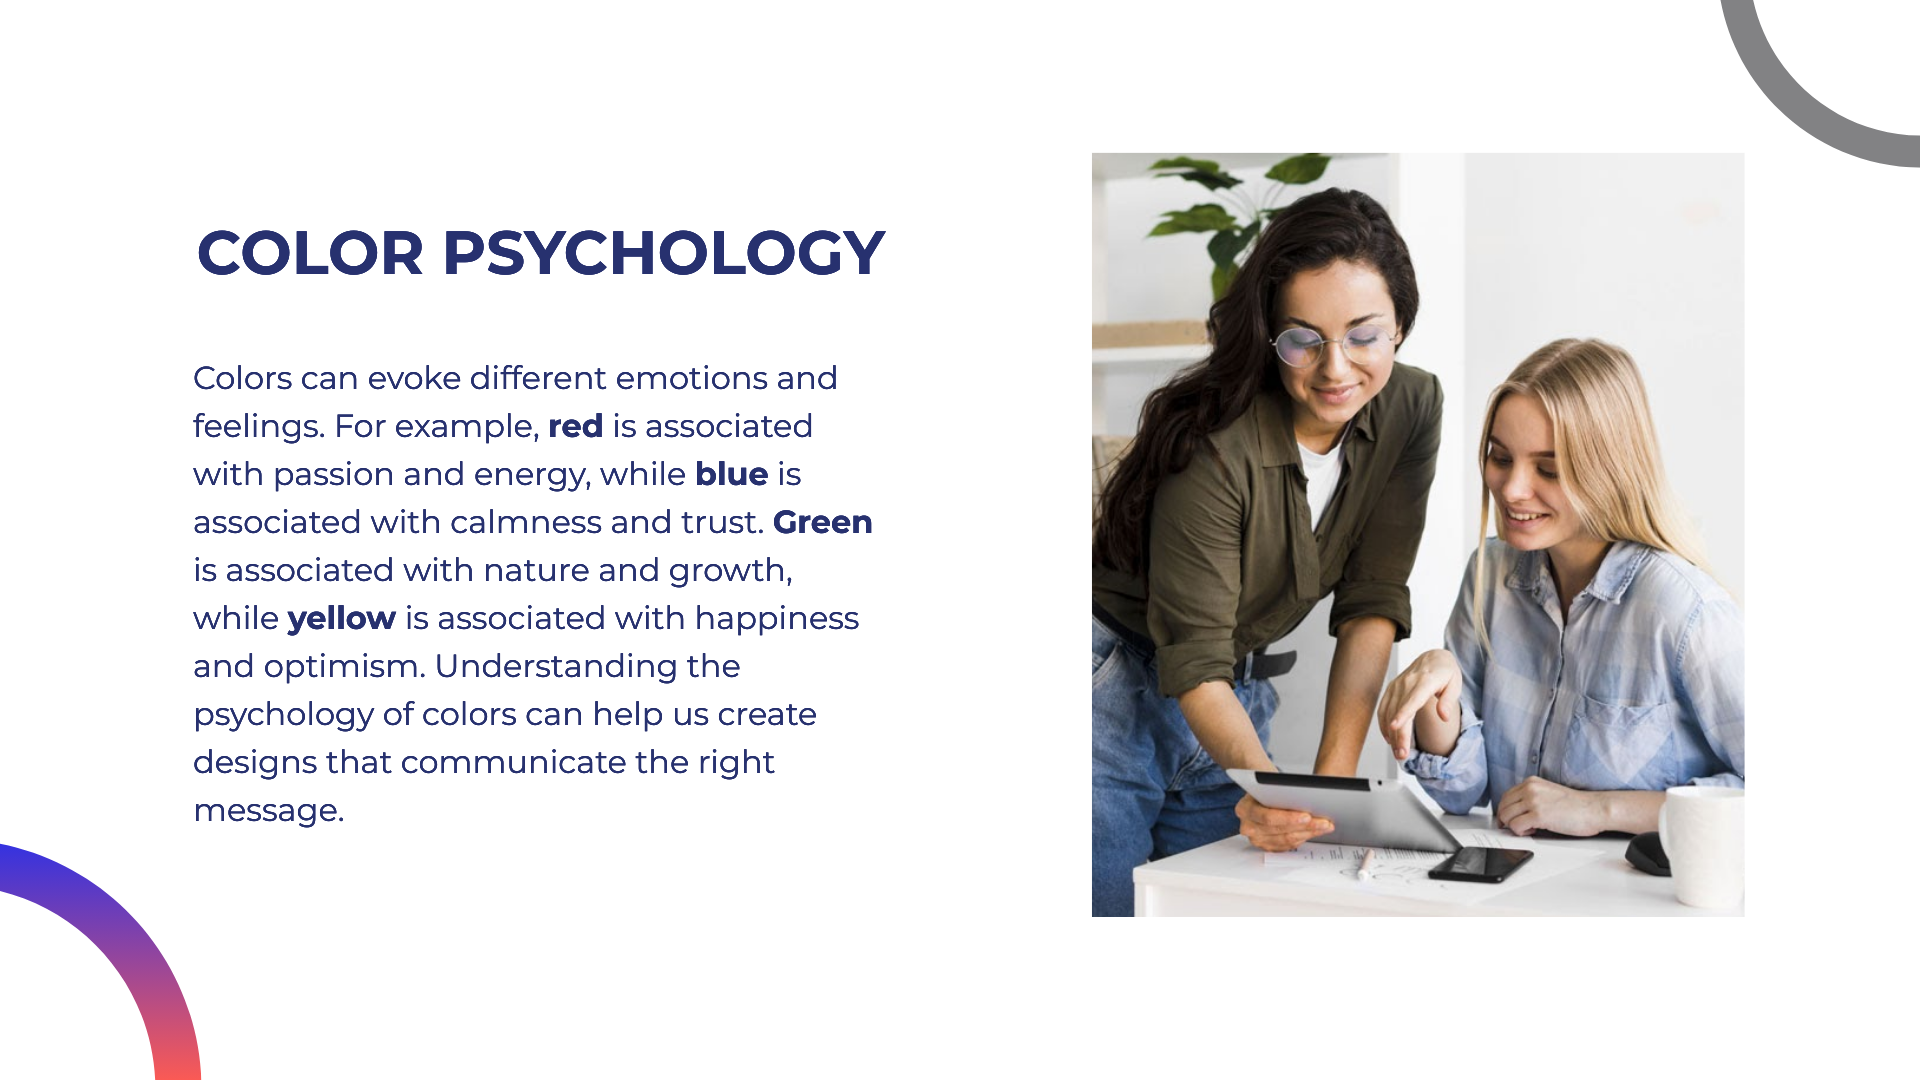 COLOR PSYCHOLOGY
Colors can evoke different emotions and
feelings. For example, red is associated
with passion and energy, while blue is
associated with calmness and trust. Green
is associated with nature and growth,
while yellow is associated with happiness
and optimism. Understanding the
psychology of colors can help us create
designs that communicate the right
message.